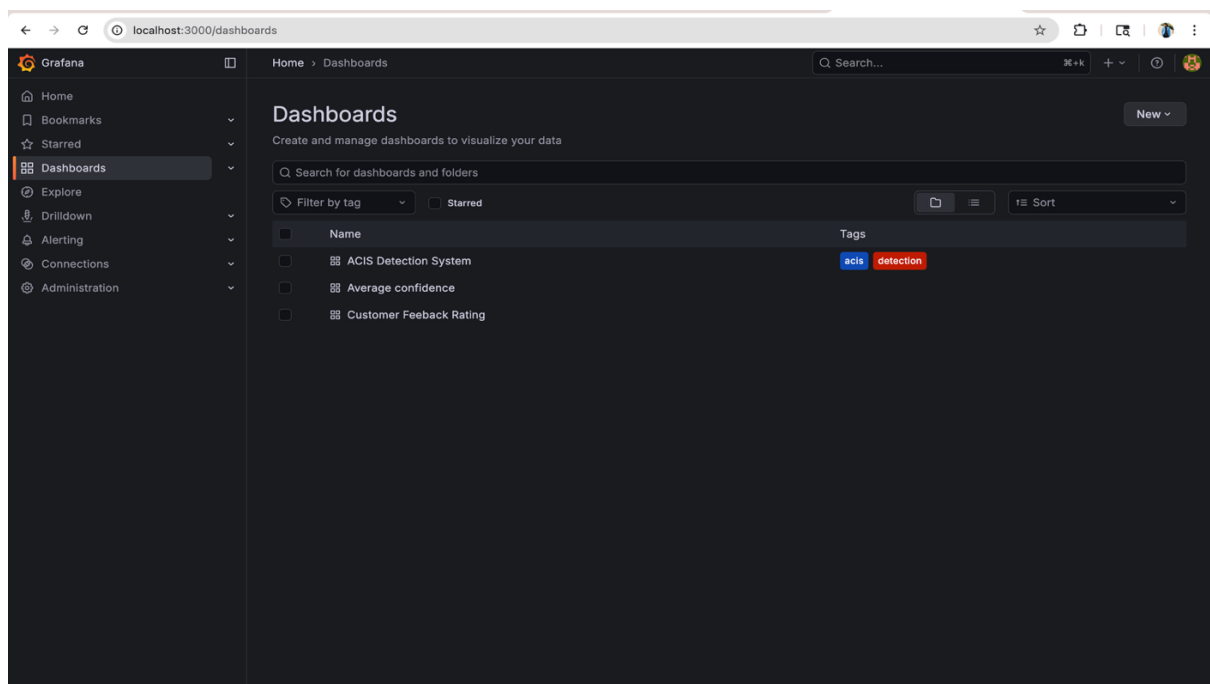 localhost:3000/dashboards
Grafana
Home › Dashboards
Search...
⌘+k
Home
Bookmarks
Starred
Dashboards
Explore
Drilldown
Alerting
Connections
Administration
Dashboards
New
Create and manage dashboards to visualize your data
Search for dashboards and folders
Filter by tag
Starred
Sort
Name Tags
ACIS Detection System acis detection
Average confidence
Customer Feeback Rating